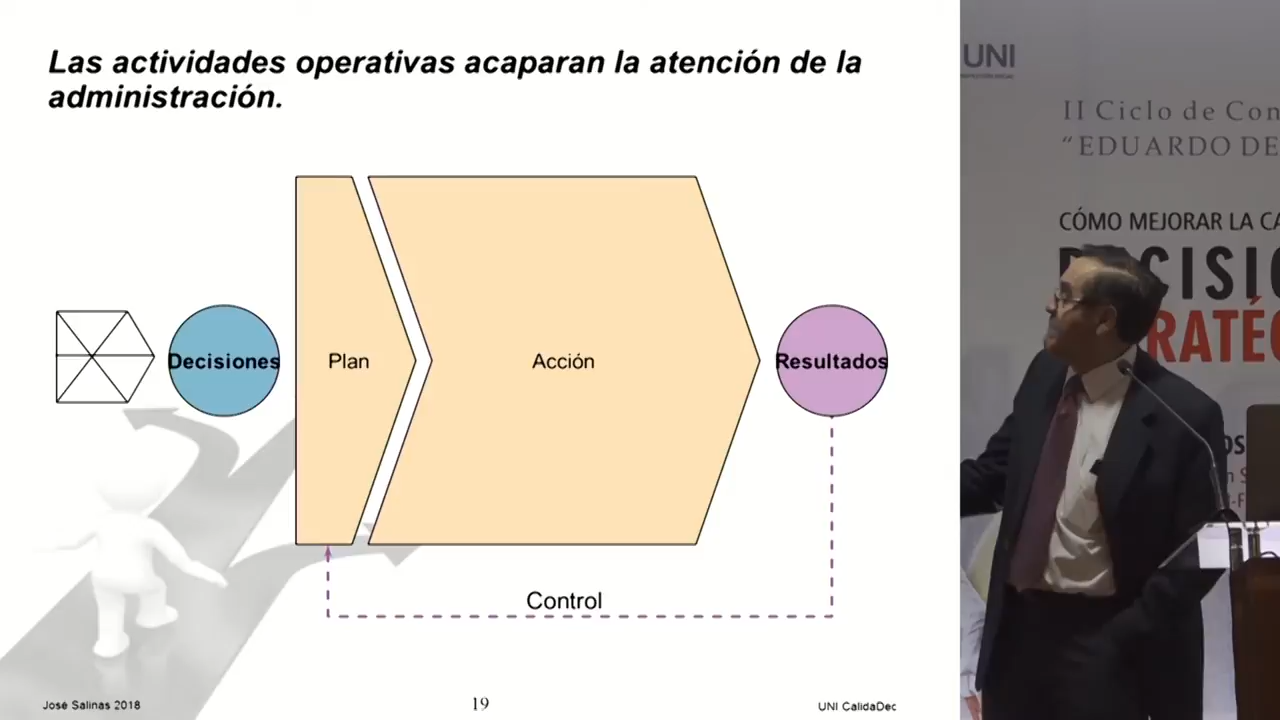 Las actividades operativas acaparan la atención de la
administración.
Decisiones
Plan
Acción
Resultados
Control
José Salinas 2018
19
UNI CalidaDec
UNI
II Ciclo de Con
"EDUARDO DE
CÓMO MEJORAR LA CA